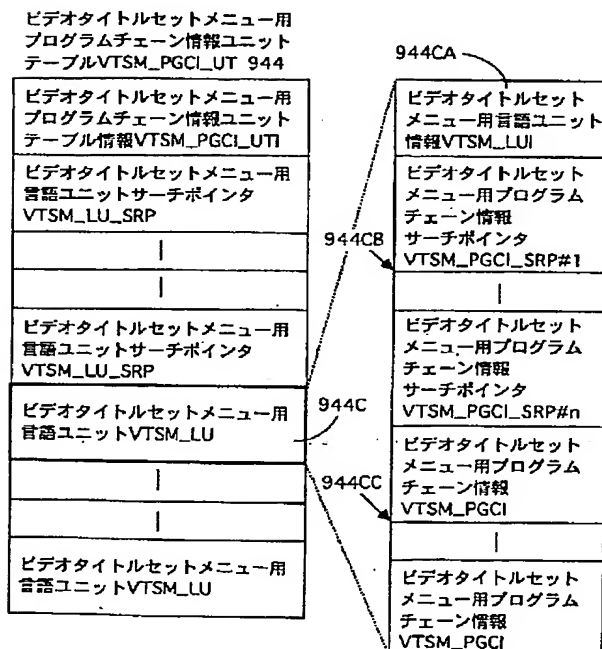 ビデオタイトルセットメニュー用
プログラムチェーン情報ユニット
テーブルVTSM_PGCI_UT 944
ビデオタイトルセットメニュー用
プログラムチェーン情報ユニット
テーブル情報VTSM_PGCI_UTI
ビデオタイトルセットメニュー用
言語ユニットサーチポインタ
VTSM_LU_SRP
ビデオタイトルセットメニュー用
言語ユニットサーチポインタ
VTSM_LU_SRP
ビデオタイトルセットメニュー用
言語ユニットVTSM_LU
ビデオタイトルセットメニュー用
言語ユニットVTSM_LU
944C
944CA
ビデオタイトルセット
メニュー用言語ユニット
情報VTSM_LUI
944CB
ビデオタイトルセット
メニュー用プログラム
チェーン情報
サーチポインタ
VTSM_PGCI_SRP#1
ビデオタイトルセット
メニュー用プログラム
チェーン情報
サーチポインタ
VTSM_PGCI_SRP#n
944CC
ビデオタイトルセット
メニュー用プログラム
チェーン情報
VTSM_PGCI
ビデオタイトルセット
メニュー用プログラム
チェーン情報
VTSM_PGCI